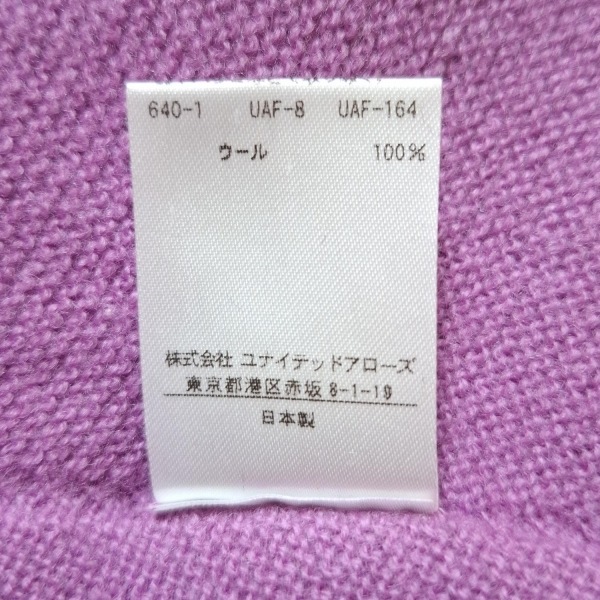 640-1 UAF-8 UAF-164
ウール 100%
株式会社 ユナイテッドアローズ
東京都港区赤坂 8-1-19
日本製